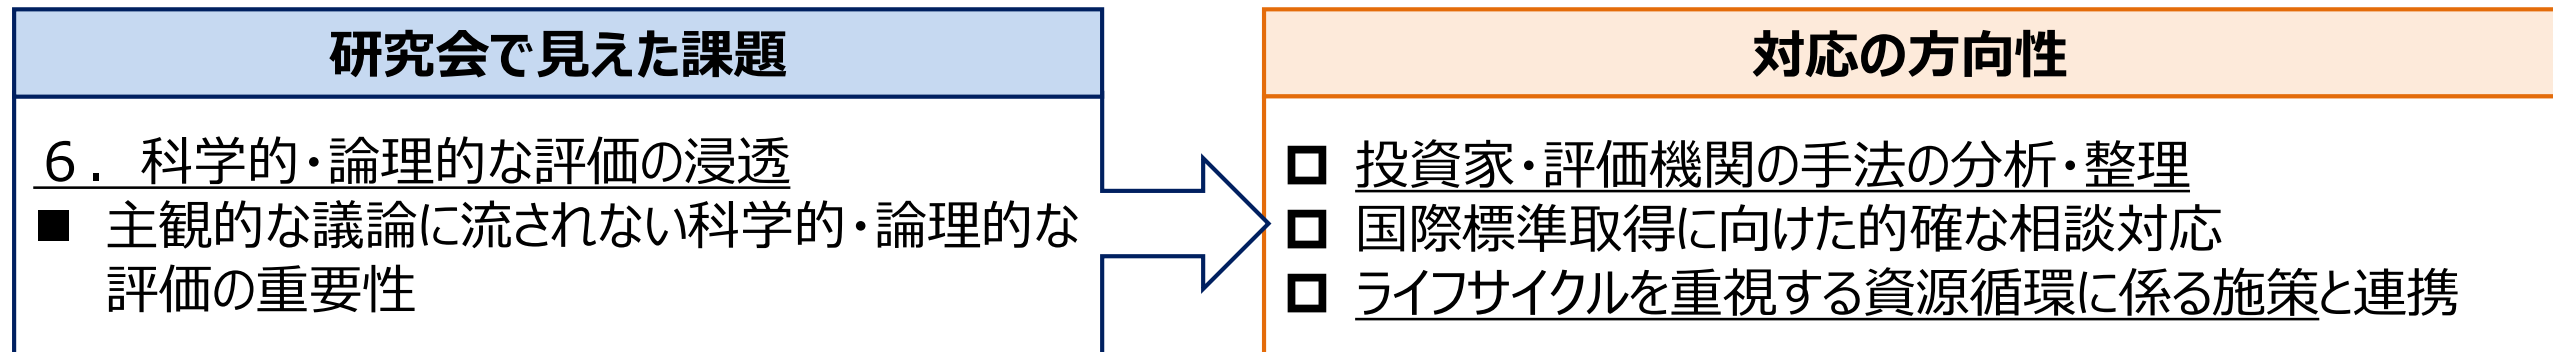 研究会で見えた課題
６．科学的・論理的な評価の浸透
■ 主観的な議論に流されない科学的・論理的な
評価の重要性
対応の方向性
□ 投資家・評価機関の手法の分析・整理
□ 国際標準取得に向けた的確な相談対応
□ ライフサイクルを重視する資源循環に係る施策と連携